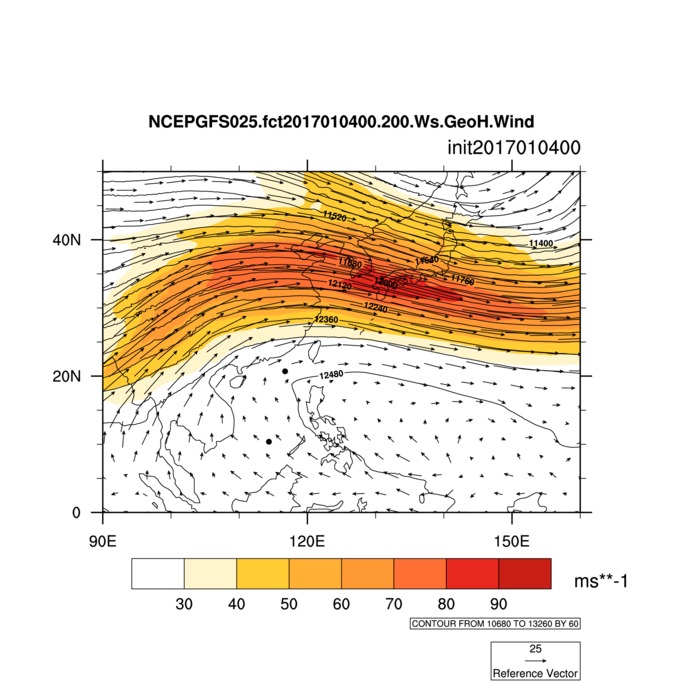 NCEPGFS025.fct2017010400.200.Ws.GeoH.Wind
init2017010400
11520
40N
11400
11880
11640
11760
12120
12000
12240
12360
20N
12480
0
90E 120E 150E
ms**-1
30 40 50 60 70 80 90
CONTOUR FROM 10680 TO 13260 BY 60
25
Reference Vector